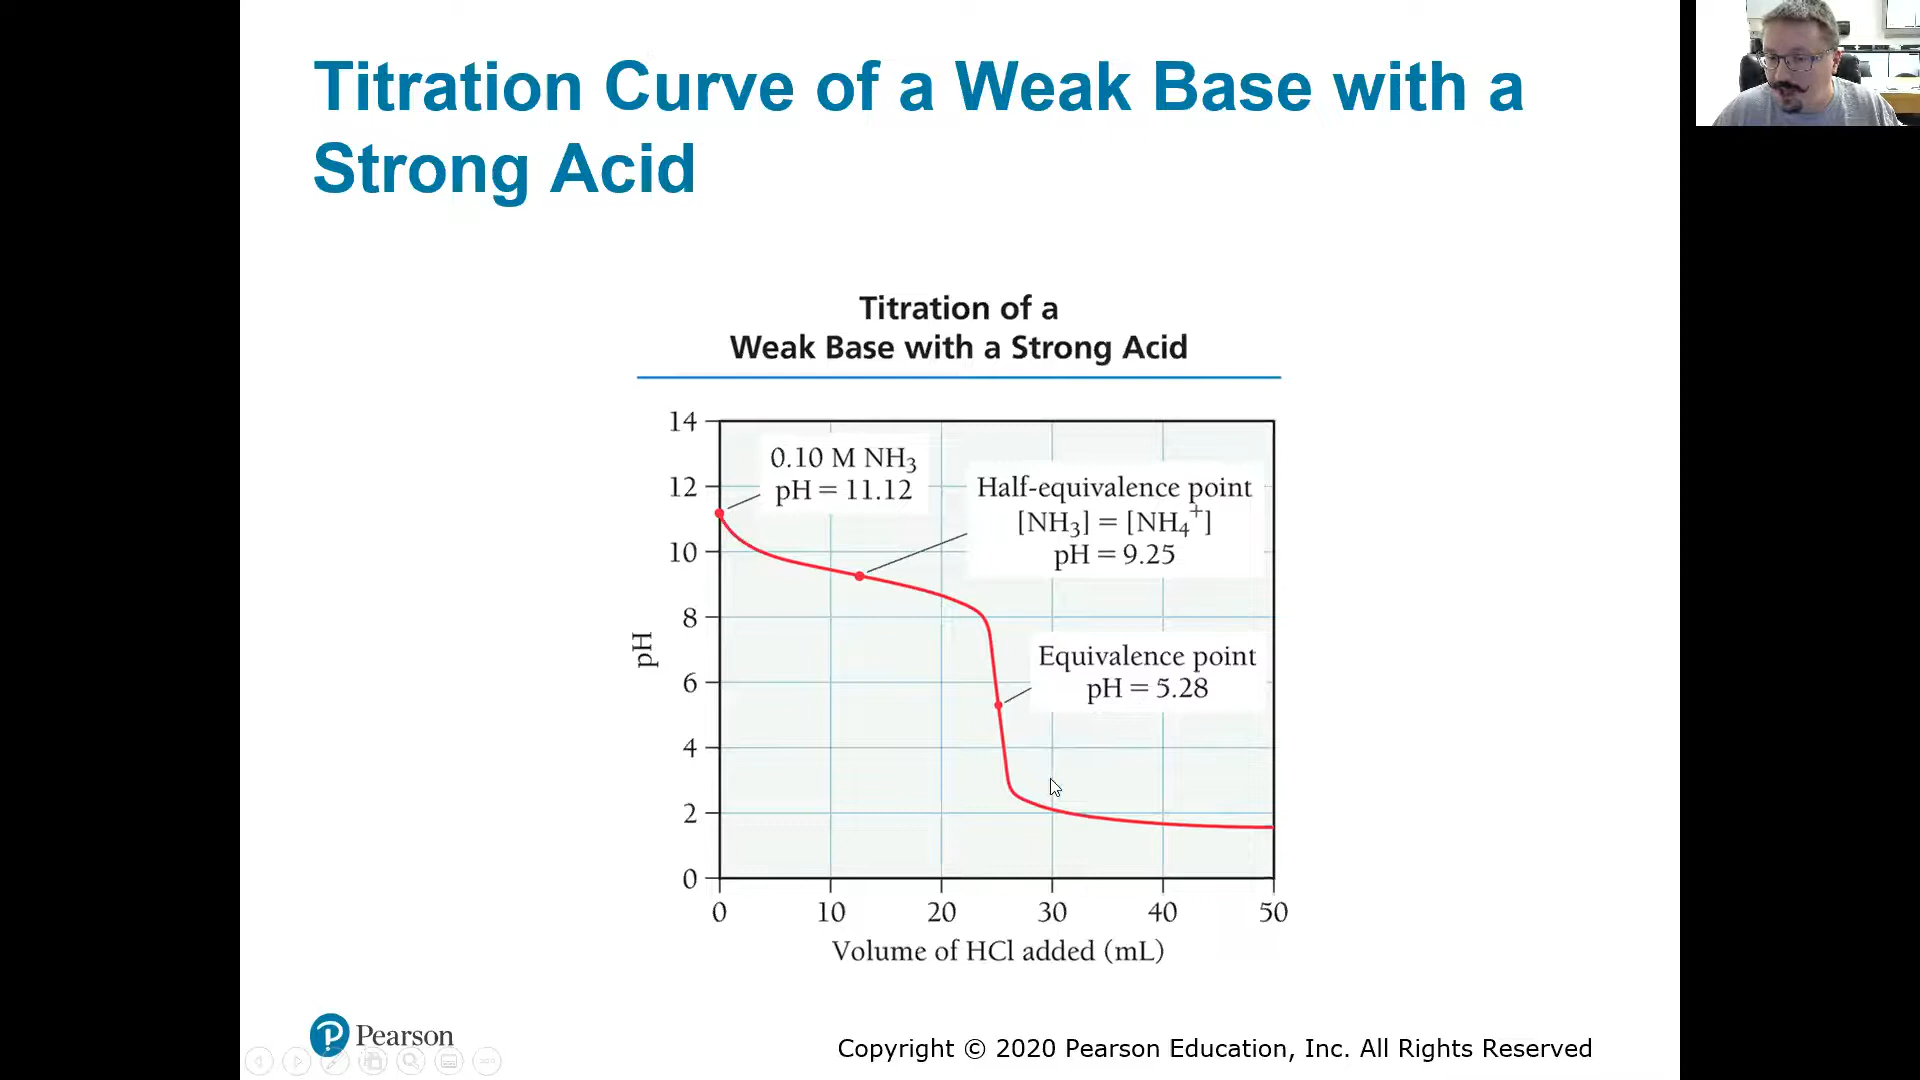 Titration Curve of a Weak Base with a
Strong Acid
Titration of a
Weak Base with a Strong Acid
14
12
10
8
6
4
2
0
pH
0.10 M NH₃
pH = 11.12
Half-equivalence point
[NH₃] = [NH₄⁺]
pH = 9.25
Equivalence point
pH = 5.28
0 10 20 30 40 50
Volume of HCl added (mL)
P Pearson
Copyright © 2020 Pearson Education, Inc. All Rights Reserved